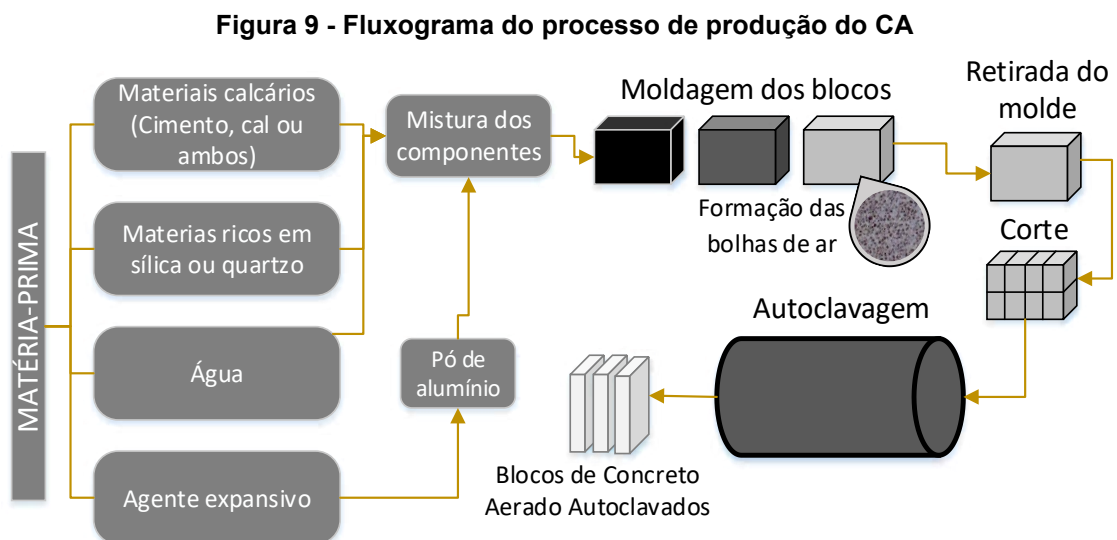 Figura 9 - Fluxograma do processo de produção do CA
MATÉRIA-PRIMA
Materiais calcários
(Cimento, cal ou
ambos)
Materias ricos em
sílica ou quartzo
Água
Agente expansivo
Mistura dos
componentes
Pó de
alumínio
Moldagem dos blocos
Formação das
bolhas de ar
Retirada do
molde
Corte
Autoclavagem
Blocos de Concreto
Aerado Autoclavados